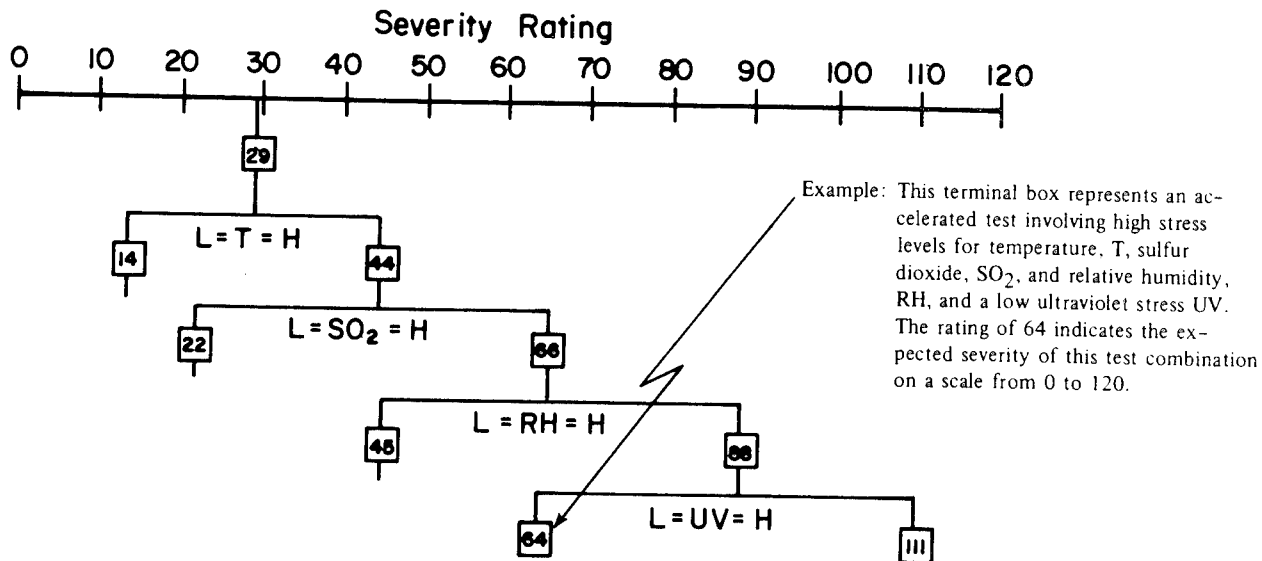 Severity Rating
0 10 20 30 40 50 60 70 80 90 100 110 120
29
Example: This terminal box represents an ac-
celerated test involving high stress
levels for temperature, T, sulfur
dioxide, SO₂, and relative humidity,
RH, and a low ultraviolet stress UV.
The rating of 64 indicates the ex-
pected severity of this test combination
on a scale from 0 to 120.
L = T = H
14
44
L = SO₂ = H
22
66
L = RH = H
45
88
L = UV = H
64
111